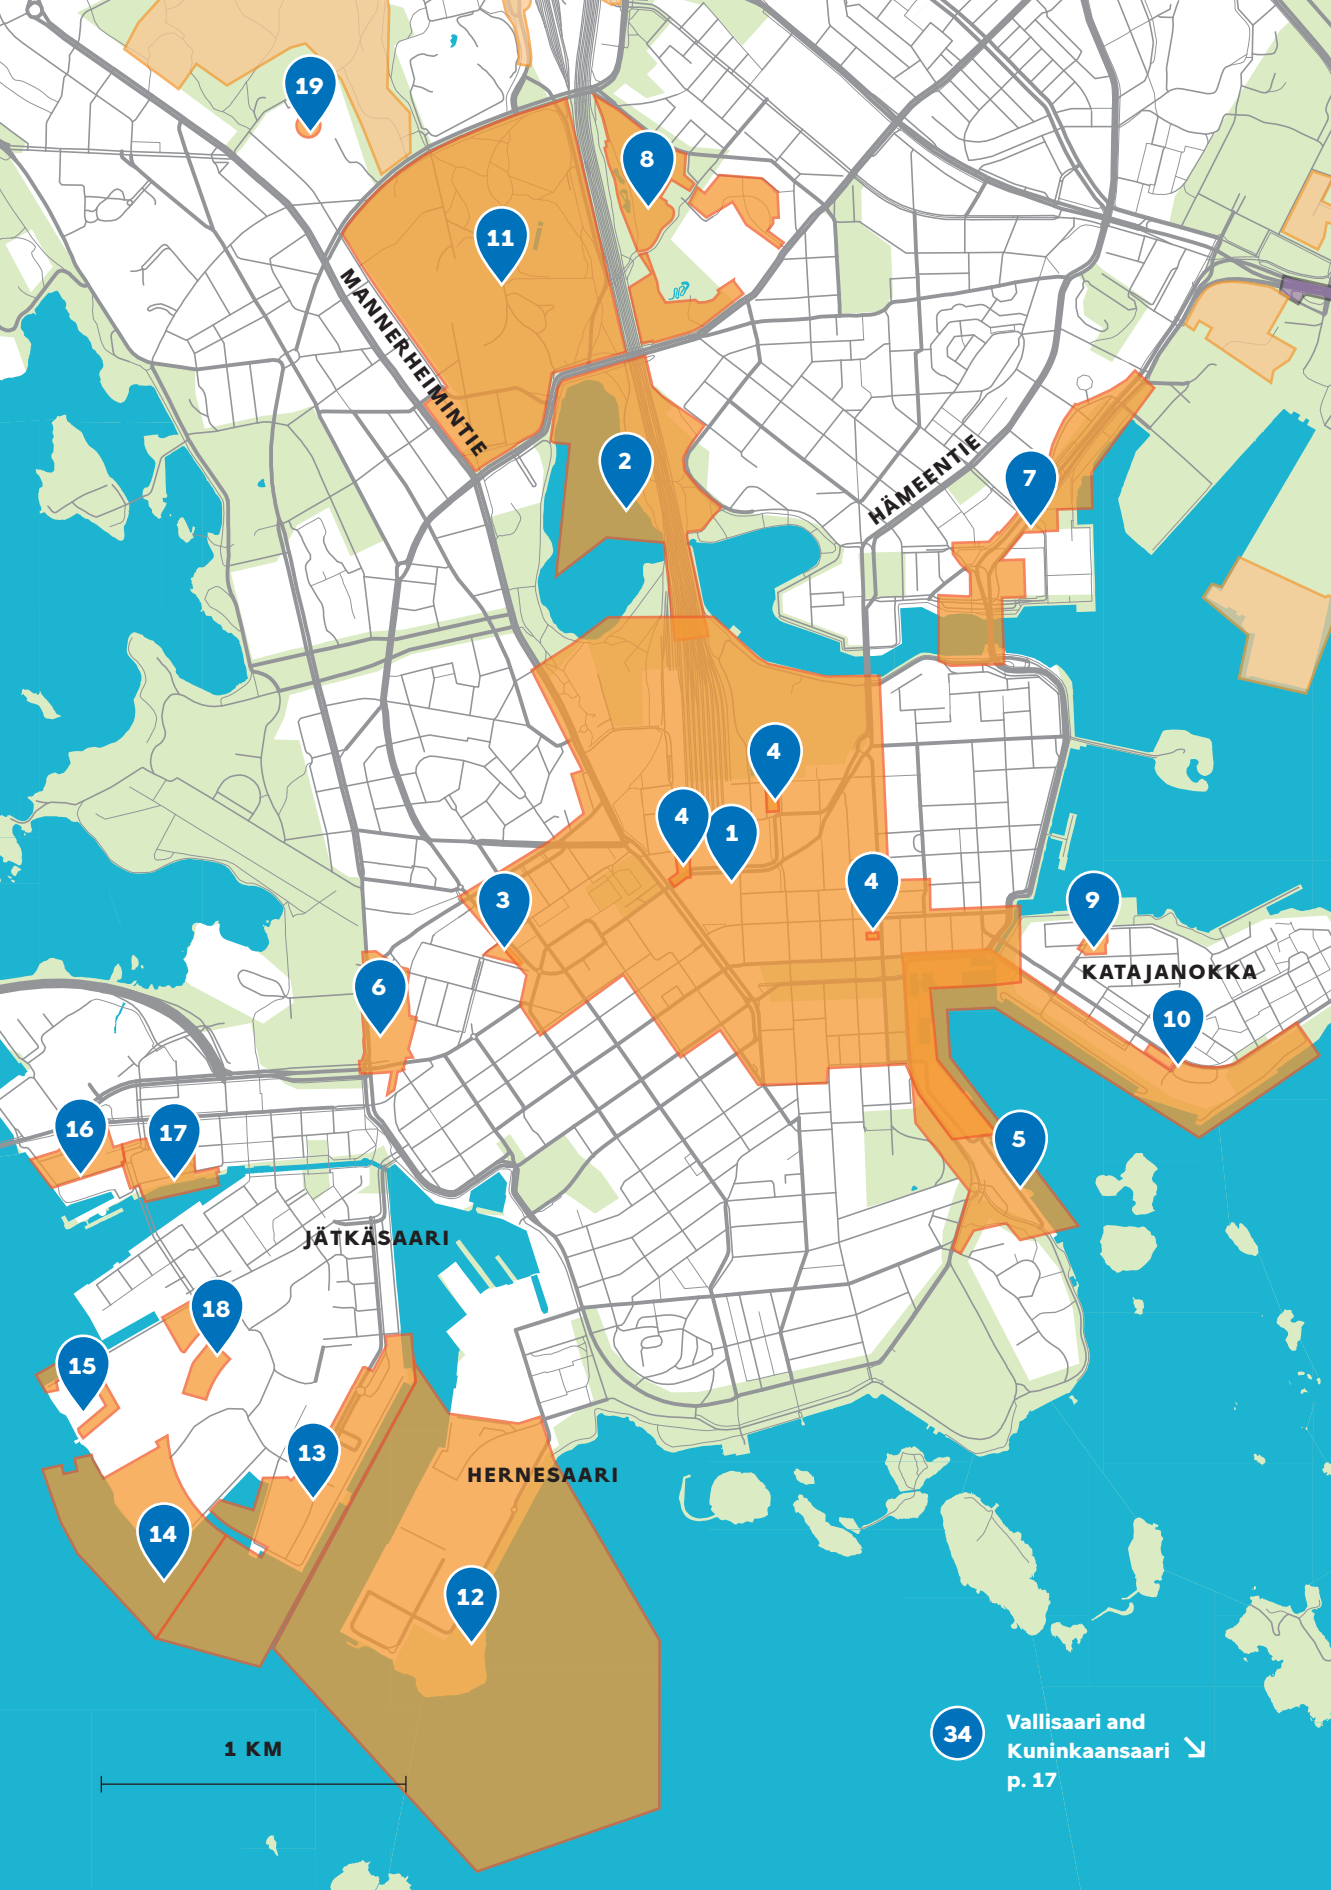 19
8
11
MANNERHEIMINTIE
2
HÄMEENTIE
7
4
4
1
4
3
9
KATAJANOKKA
6
10
16
17
5
JÄTKÄSAARI
18
15
13
HERNESAARI
14
12
34
Vallisaari and
Kuninkaansaari
p. 17
1 KM